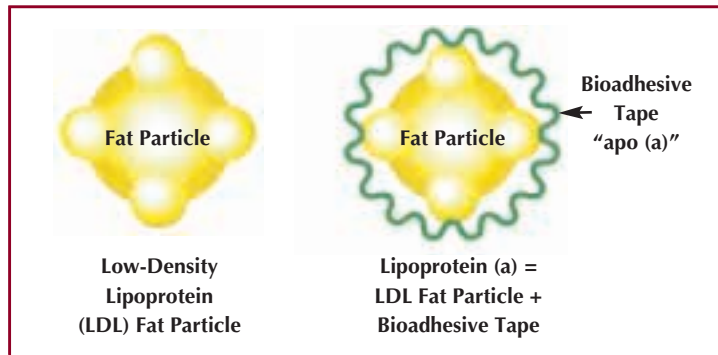 Fat Particle
Fat Particle
Bioadhesive
Tape
“apo (a)”
Low-Density
Lipoprotein
(LDL) Fat Particle
Lipoprotein (a) =
LDL Fat Particle +
Bioadhesive Tape